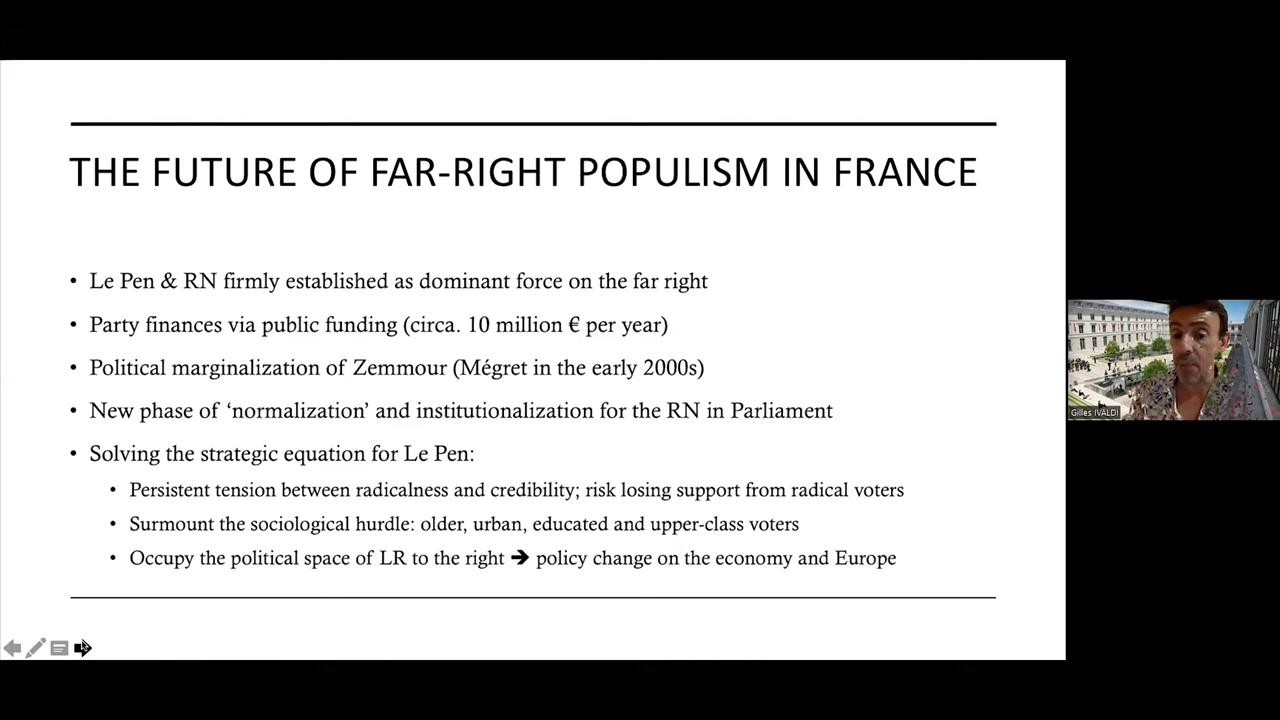 THE FUTURE OF FAR-RIGHT POPULISM IN FRANCE
• Le Pen & RN firmly established as dominant force on the far right
• Party finances via public funding (circa. 10 million € per year)
• Political marginalization of Zemmour (Mégret in the early 2000s)
• New phase of ‘normalization’ and institutionalization for the RN in Parliament
• Solving the strategic equation for Le Pen:
• Persistent tension between radicalness and credibility; risk losing support from radical voters
• Surmount the sociological hurdle: older, urban, educated and upper-class voters
• Occupy the political space of LR to the right ➔ policy change on the economy and Europe
Gilles IVALDI